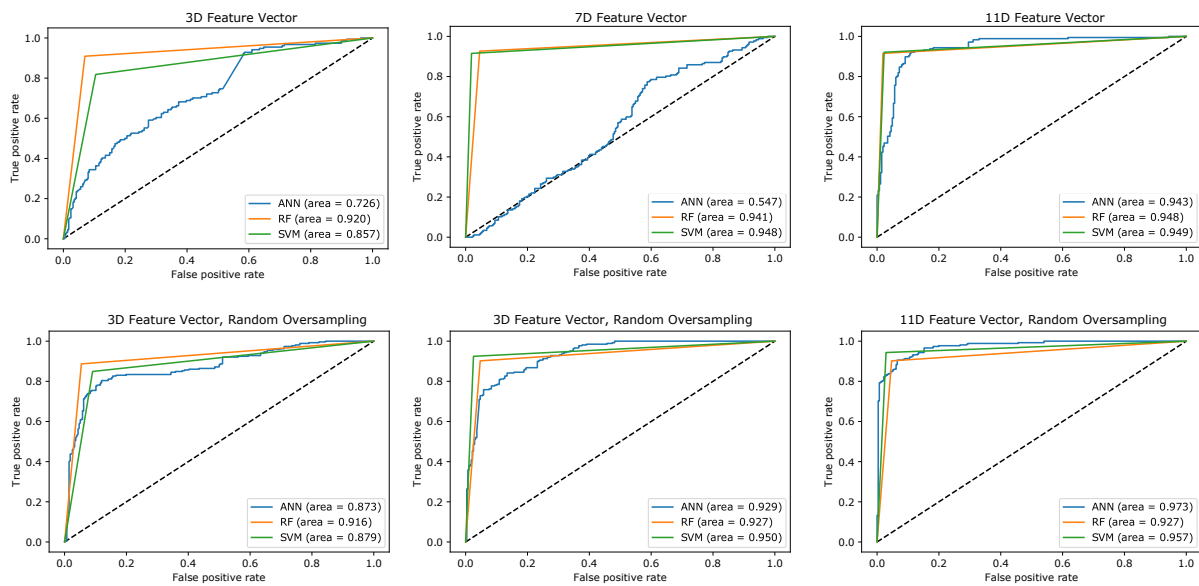 3D Feature Vector
1.0
0.8
0.6
0.4
0.2
0.0
True positive rate
ANN (area = 0.726)
RF (area = 0.920)
SVM (area = 0.857)
0.0 0.2 0.4 0.6 0.8 1.0
False positive rate
7D Feature Vector
1.0
0.8
0.6
0.4
0.2
0.0
True positive rate
ANN (area = 0.547)
RF (area = 0.941)
SVM (area = 0.948)
0.0 0.2 0.4 0.6 0.8 1.0
False positive rate
11D Feature Vector
1.0
0.8
0.6
0.4
0.2
0.0
True positive rate
ANN (area = 0.943)
RF (area = 0.948)
SVM (area = 0.949)
0.0 0.2 0.4 0.6 0.8 1.0
False positive rate
3D Feature Vector, Random Oversampling
1.0
0.8
0.6
0.4
0.2
0.0
True positive rate
ANN (area = 0.873)
RF (area = 0.916)
SVM (area = 0.879)
0.0 0.2 0.4 0.6 0.8 1.0
False positive rate
3D Feature Vector, Random Oversampling
1.0
0.8
0.6
0.4
0.2
0.0
True positive rate
ANN (area = 0.929)
RF (area = 0.927)
SVM (area = 0.950)
0.0 0.2 0.4 0.6 0.8 1.0
False positive rate
11D Feature Vector, Random Oversampling
1.0
0.8
0.6
0.4
0.2
0.0
True positive rate
ANN (area = 0.973)
RF (area = 0.927)
SVM (area = 0.957)
0.0 0.2 0.4 0.6 0.8 1.0
False positive rate